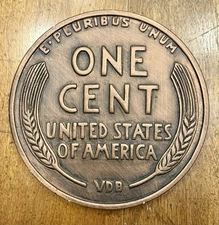 E·PLURIBUS UNUM
ONE
CENT
UNITED STATES
OF AMERICA
VDB